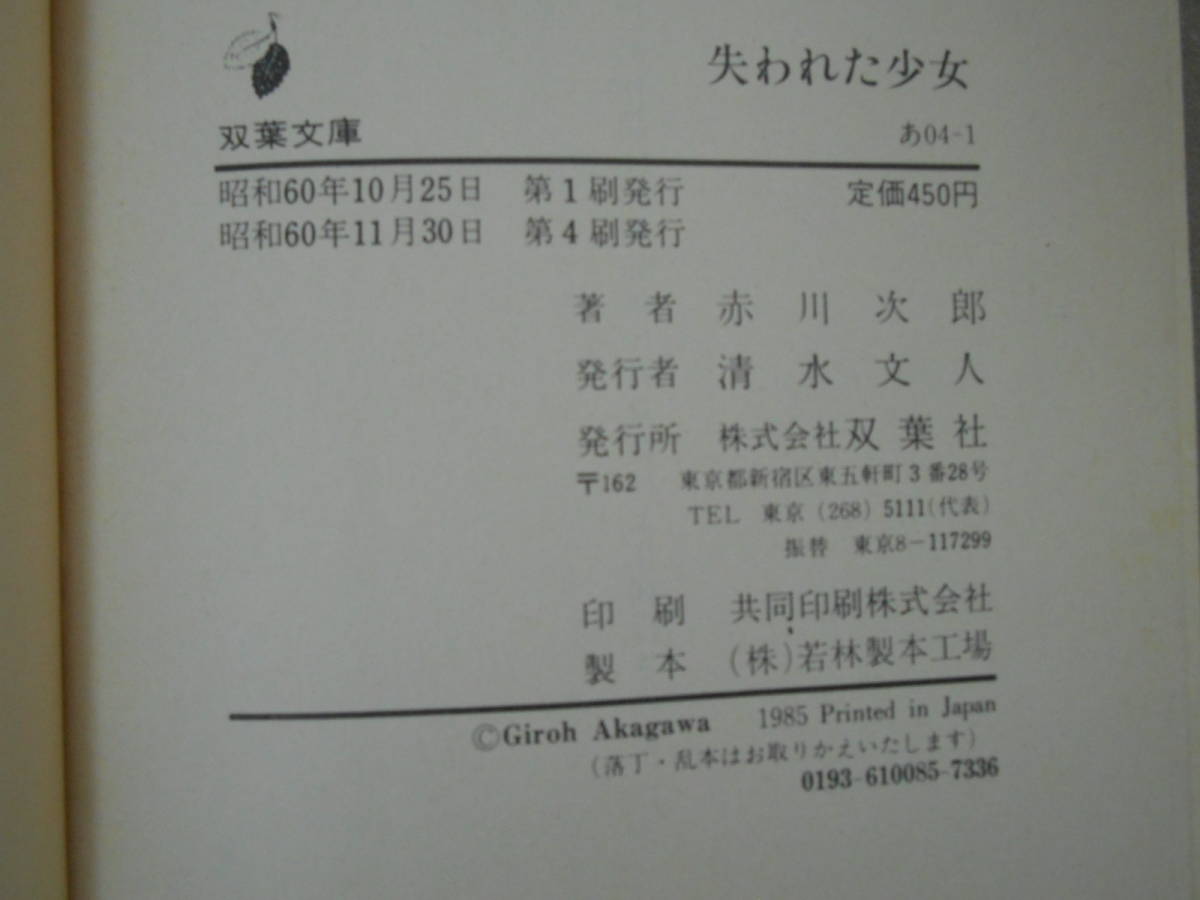 失われた少女
双葉文庫　あ04-1
昭和60年10月25日　第1刷発行　定価450円
昭和60年11月30日　第4刷発行
著者　赤川次郎
発行者　清水文人
発行所　株式会社双葉社
〒162　東京都新宿区東五軒町3番28号
TEL　東京(268)5111(代表)
振替　東京8-117299
印刷　共同印刷株式会社
製本　(株)若林製本工場
©Giroh Akagawa　1985 Printed in Japan
(落丁・乱本はお取りかえいたします)
0193-610085-7336